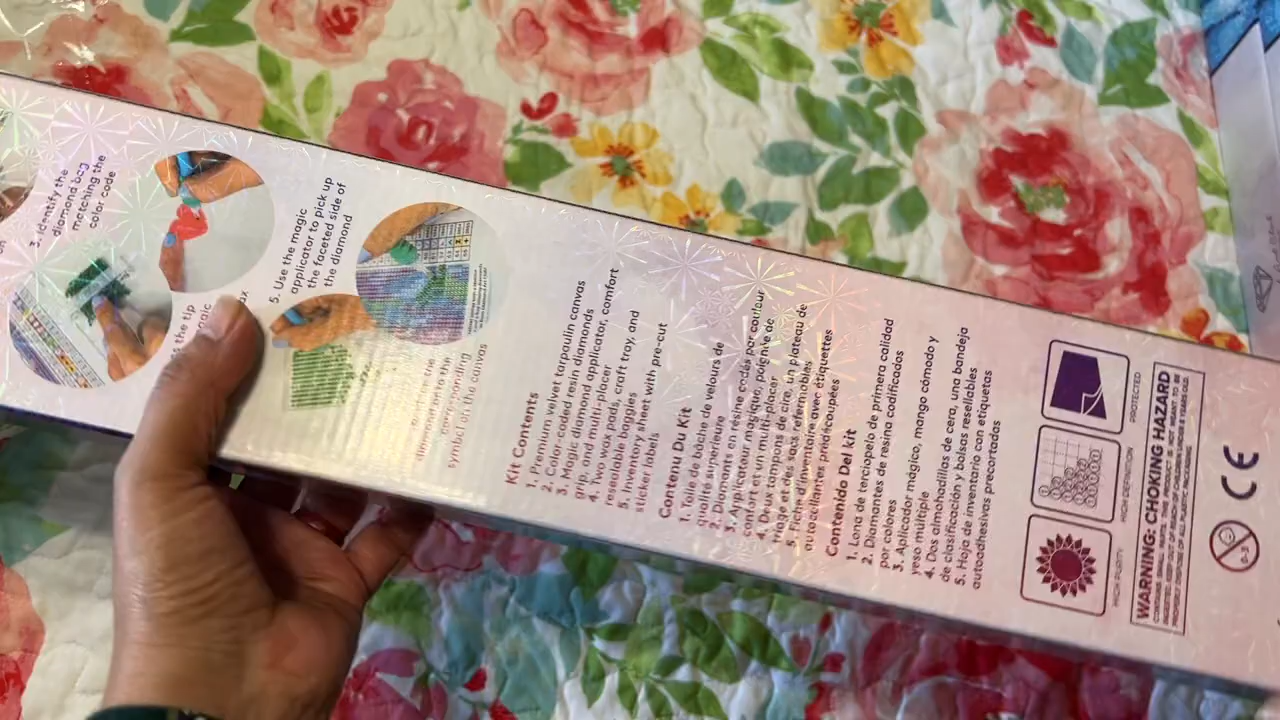 3. Identify the
diamond bag
matching the
color code
5. Use the magic
applicator to pick up
the faceted side of
the diamond
the tip
corresponding
symbol on the canvas
Kit Contents
1. Premium velvet tarpaulin canvas
2. Color-coded resin diamonds
3. Magic diamond applicator, comfort
grip, and multi-placer
4. Two wax pads, craft tray, and
resealable baggies
5. Inventory sheet with pre-cut
sticker labels
Contenu Du Kit
1. Toile de bâche de velours de
qualité supérieure
2. Diamants en résine codés par couleur
3. Applicateur magique, poignée de
confort et un multi-placer
4. Deux tampons de cire, un plateau de
triage et des sacs refermables
5. Fiche d'inventaire avec étiquettes
autocollantes prédécoupées
Contenido Del Kit
1. Lona de terciopelo de primera calidad
2. Diamantes de resina codificados
por colores
3. Aplicador mágico, mango cómodo y
yeso múltiple
4. Dos almohadillas de cera, una bandeja
de clasificación y bolsas resellables
5. Hoja de inventario con etiquetas
autoadhesivas precortadas
HIGH PURITY
HIGH DEFINITION
PROTECTED
WARNING: CHOKING HAZARD
0-3
CE